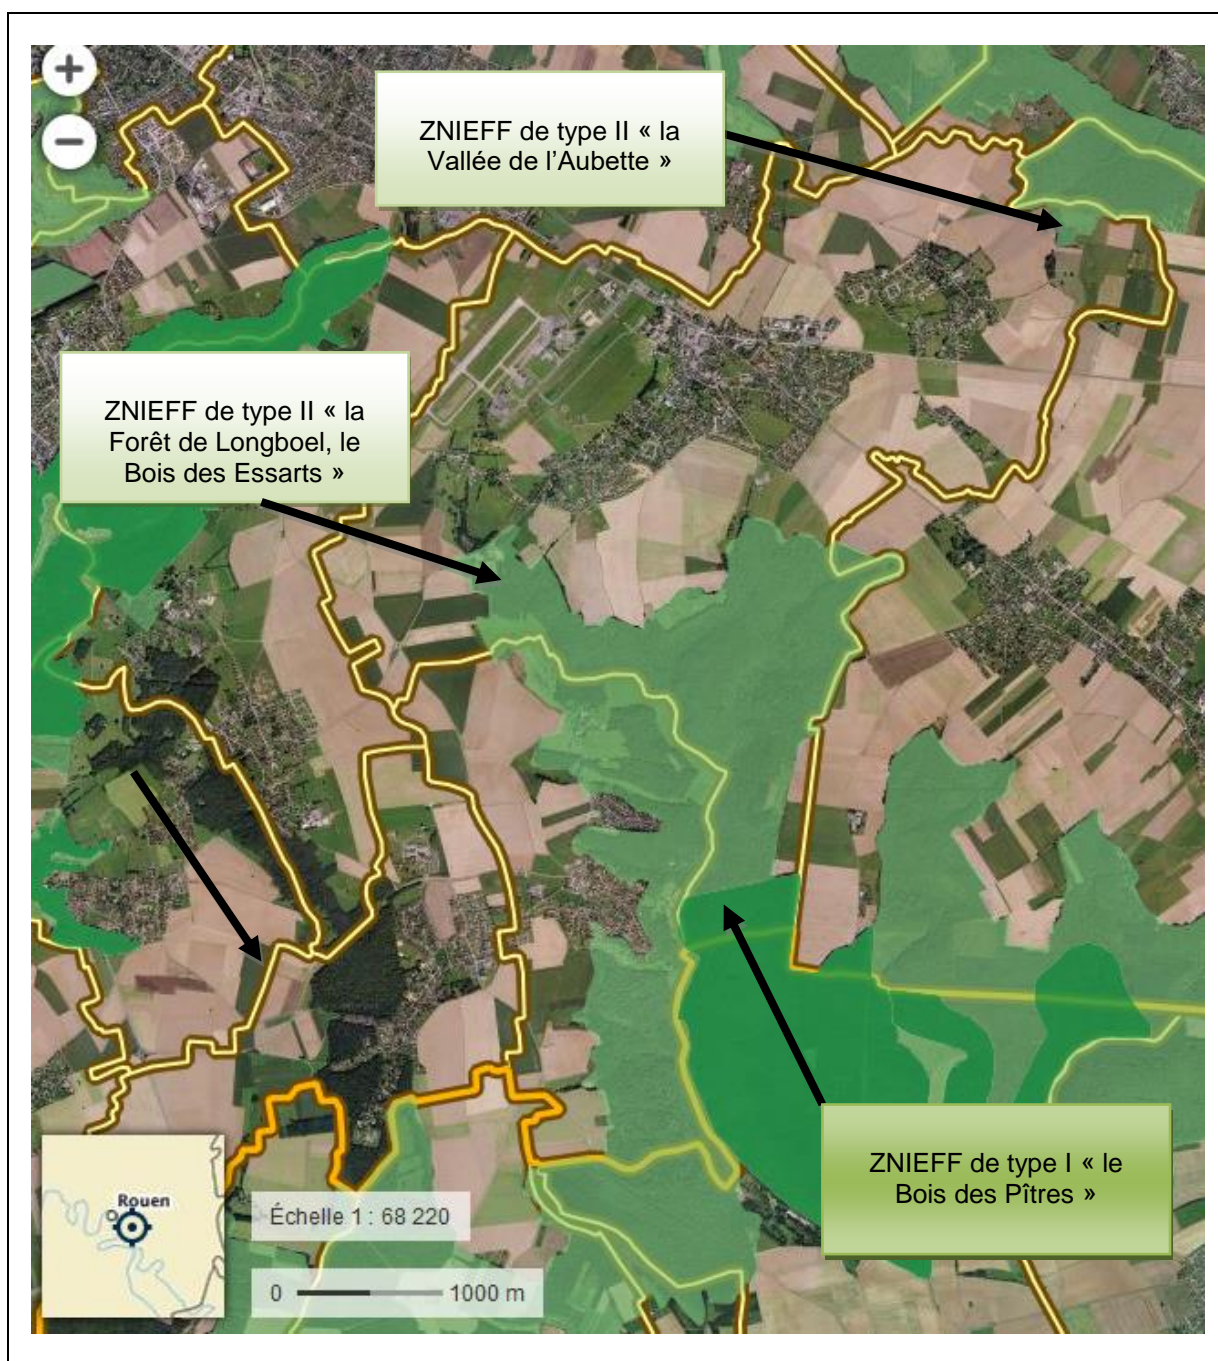 +
−
ZNIEFF de type II « la
Vallée de l’Aubette »
ZNIEFF de type II « la
Forêt de Longboel, le
Bois des Essarts »
ZNIEFF de type I « le
Bois des Pîtres »
Rouen
Échelle 1 : 68 220
0 1000 m